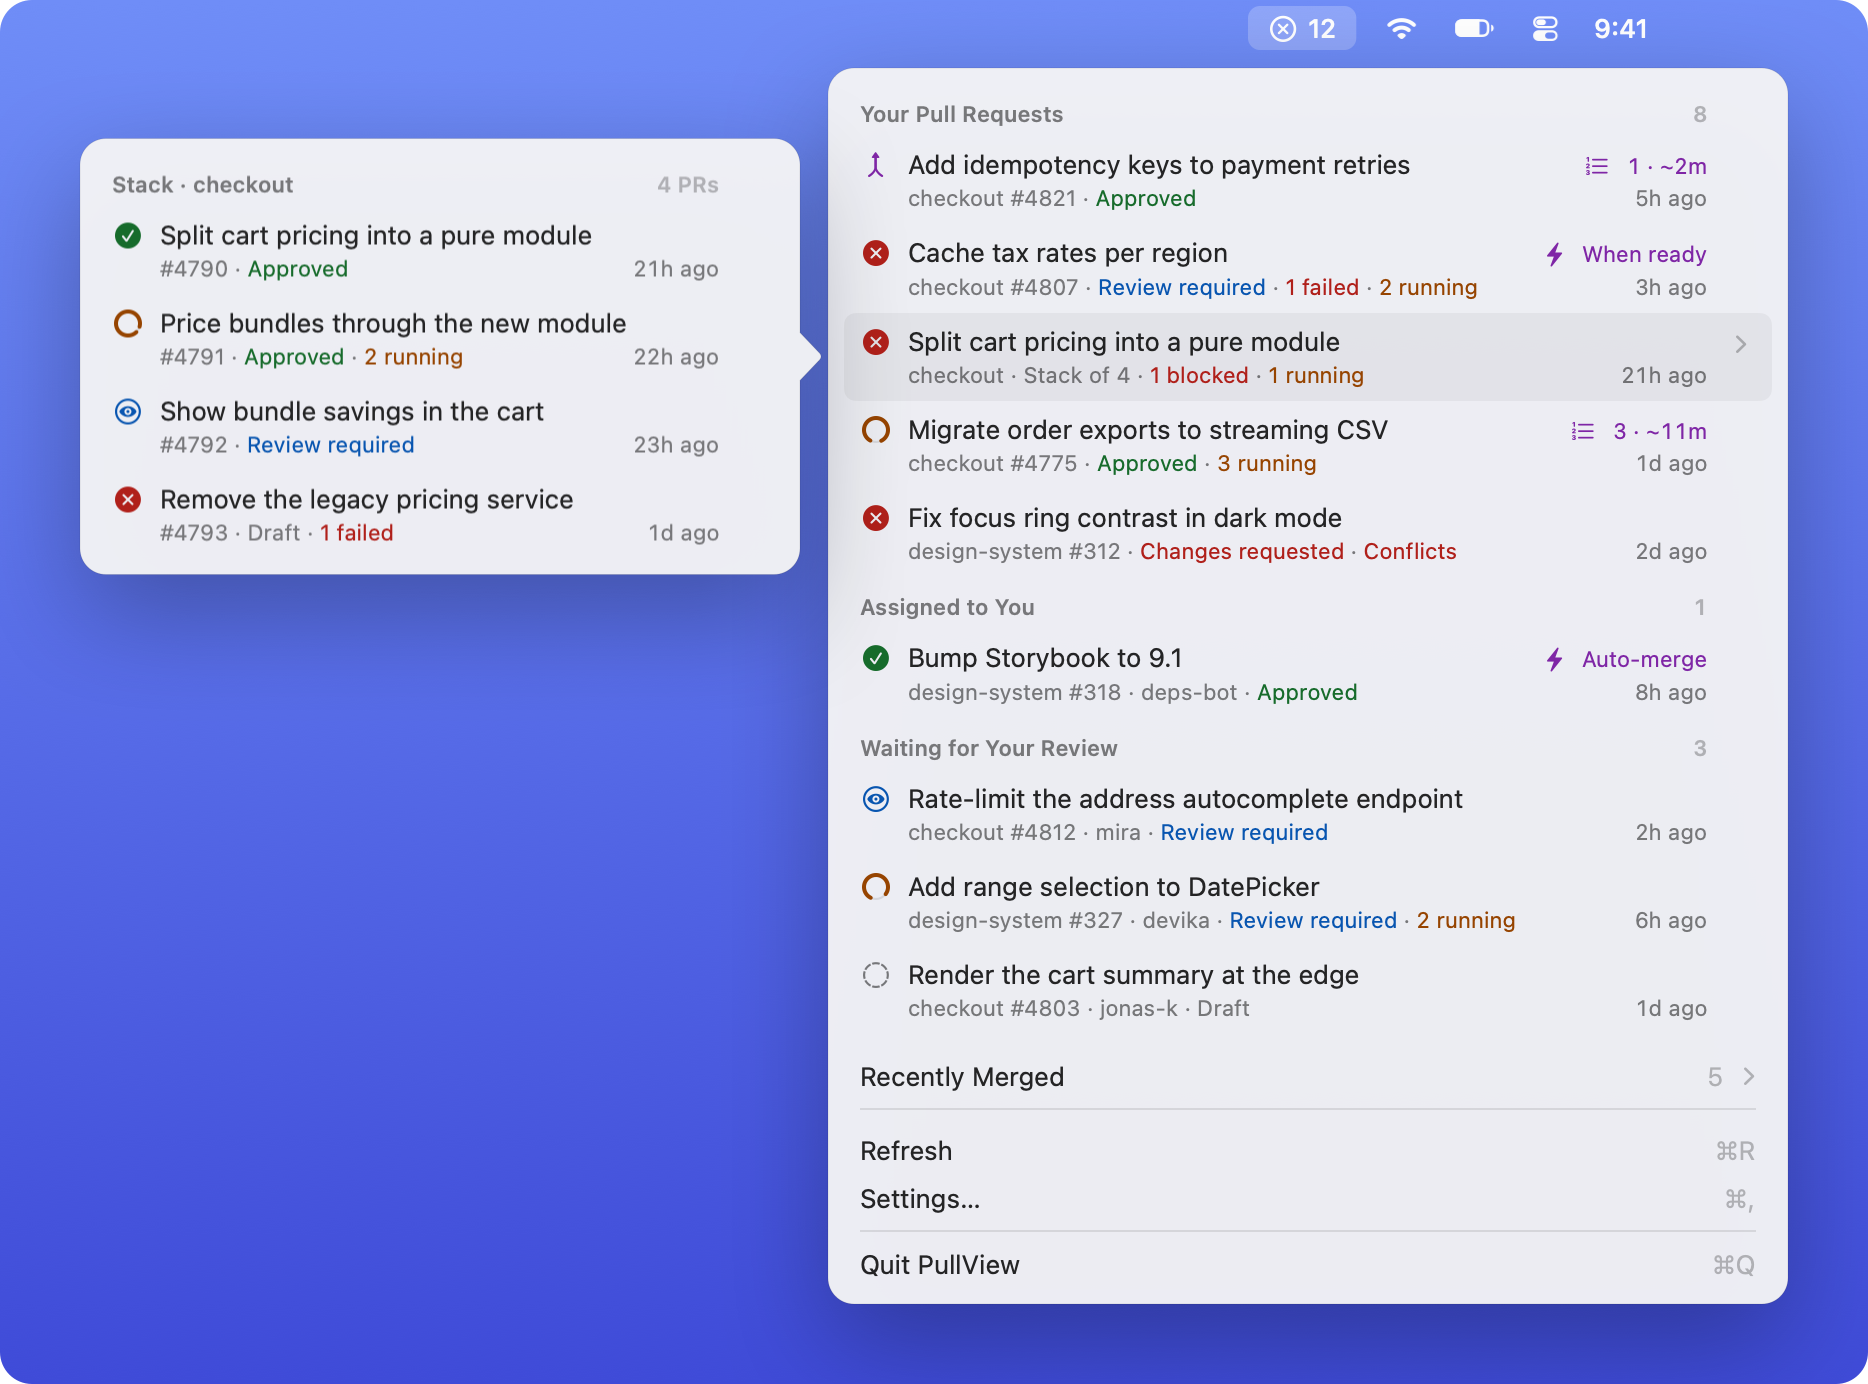 12
9:41
Stack · checkout
4 PRs
Split cart pricing into a pure module
#4790 · Approved
21h ago
Price bundles through the new module
#4791 · Approved · 2 running
22h ago
Show bundle savings in the cart
#4792 · Review required
23h ago
Remove the legacy pricing service
#4793 · Draft · 1 failed
1d ago
Your Pull Requests
8
Add idempotency keys to payment retries
1 · ~2m
checkout #4821 · Approved
5h ago
Cache tax rates per region
When ready
checkout #4807 · Review required · 1 failed · 2 running
3h ago
Split cart pricing into a pure module
checkout · Stack of 4 · 1 blocked · 1 running
21h ago
Migrate order exports to streaming CSV
3 · ~11m
checkout #4775 · Approved · 3 running
1d ago
Fix focus ring contrast in dark mode
design-system #312 · Changes requested · Conflicts
2d ago
Assigned to You
1
Bump Storybook to 9.1
Auto-merge
design-system #318 · deps-bot · Approved
8h ago
Waiting for Your Review
3
Rate-limit the address autocomplete endpoint
checkout #4812 · mira · Review required
2h ago
Add range selection to DatePicker
design-system #327 · devika · Review required · 2 running
6h ago
Render the cart summary at the edge
checkout #4803 · jonas-k · Draft
1d ago
Recently Merged
5
Refresh
⌘R
Settings...
⌘,
Quit PullView
⌘Q